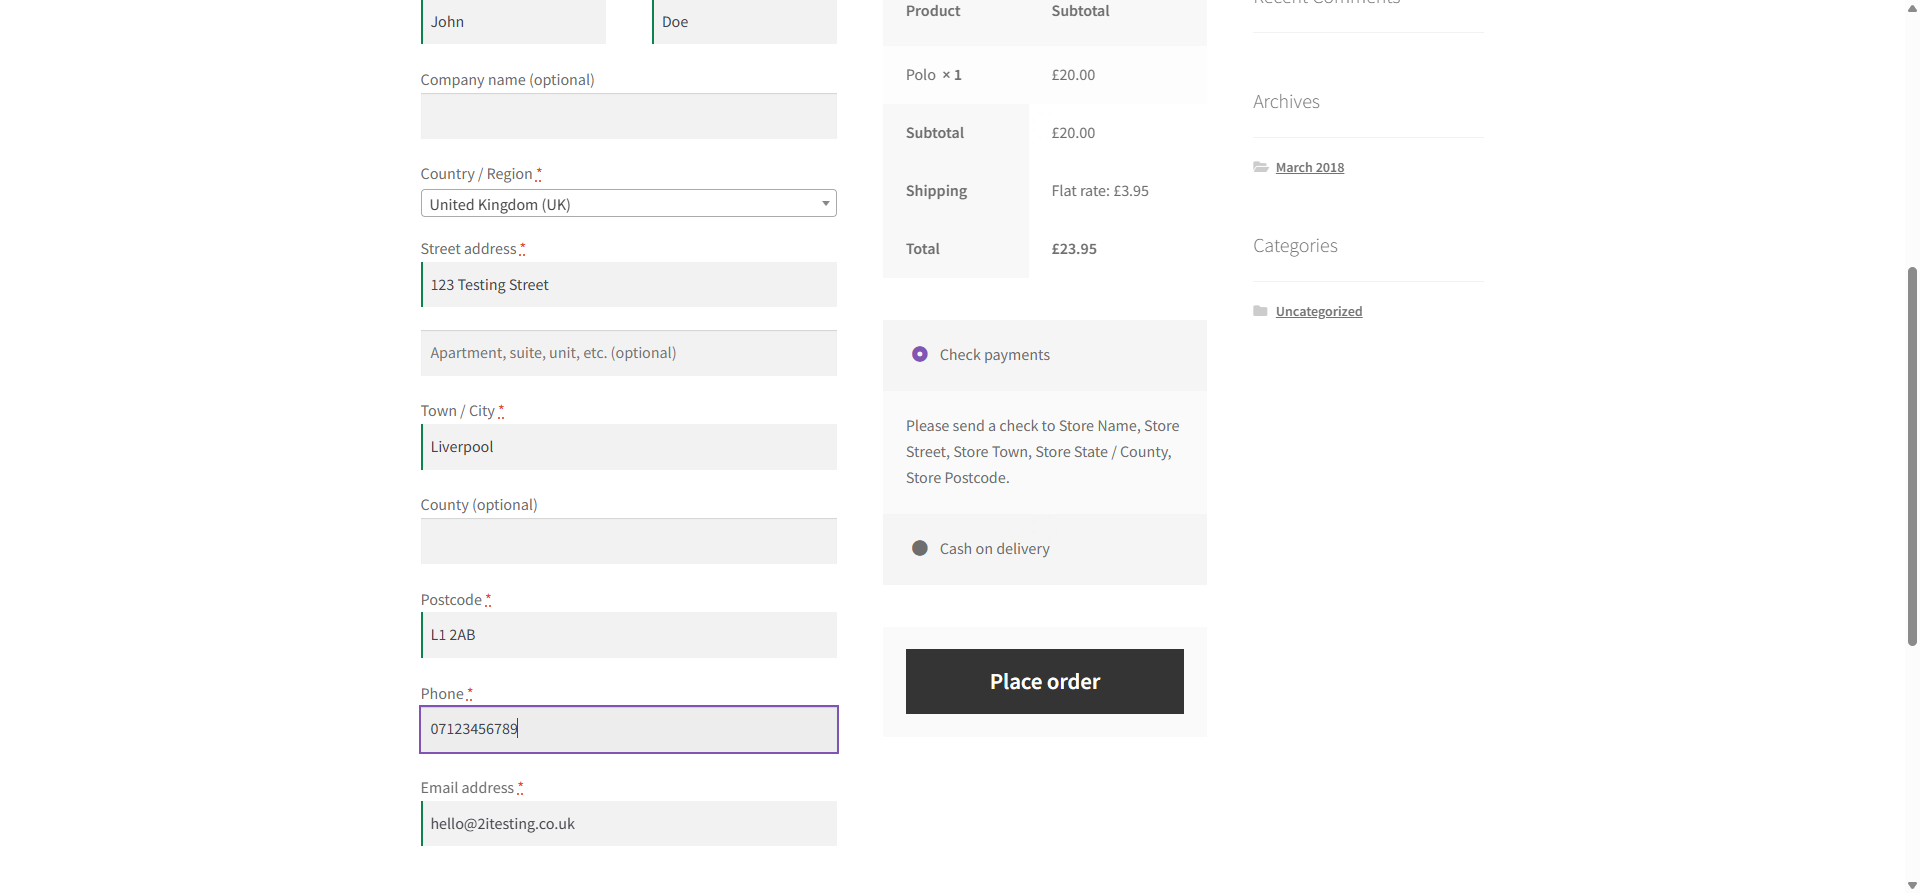 John
Doe
Company name (optional)
Country / Region *
United Kingdom (UK)
Street address *
123 Testing Street
Apartment, suite, unit, etc. (optional)
Town / City *
Liverpool
County (optional)
Postcode *
L1 2AB
Phone *
07123456789
Email address *
hello@2itesting.co.uk
Product Subtotal
Polo × 1 £20.00
Subtotal £20.00
Shipping Flat rate: £3.95
Total £23.95
Check payments
Please send a check to Store Name, Store
Street, Store Town, Store State / County,
Store Postcode.
Cash on delivery
Place order
Recent Comments
Archives
March 2018
Categories
Uncategorized